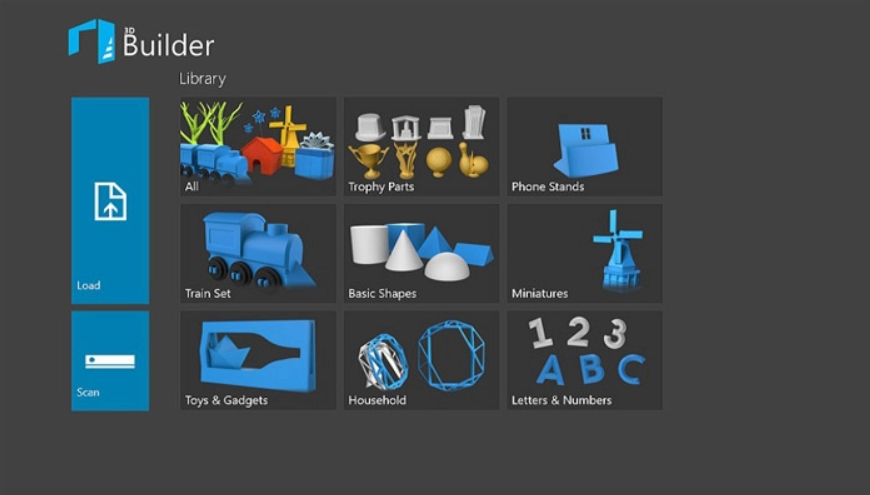 3D
Builder
Library
Load
Scan
All
Trophy Parts
Phone Stands
Train Set
Basic Shapes
Miniatures
Toys & Gadgets
Household
1 2 3
A B C
Letters & Numbers